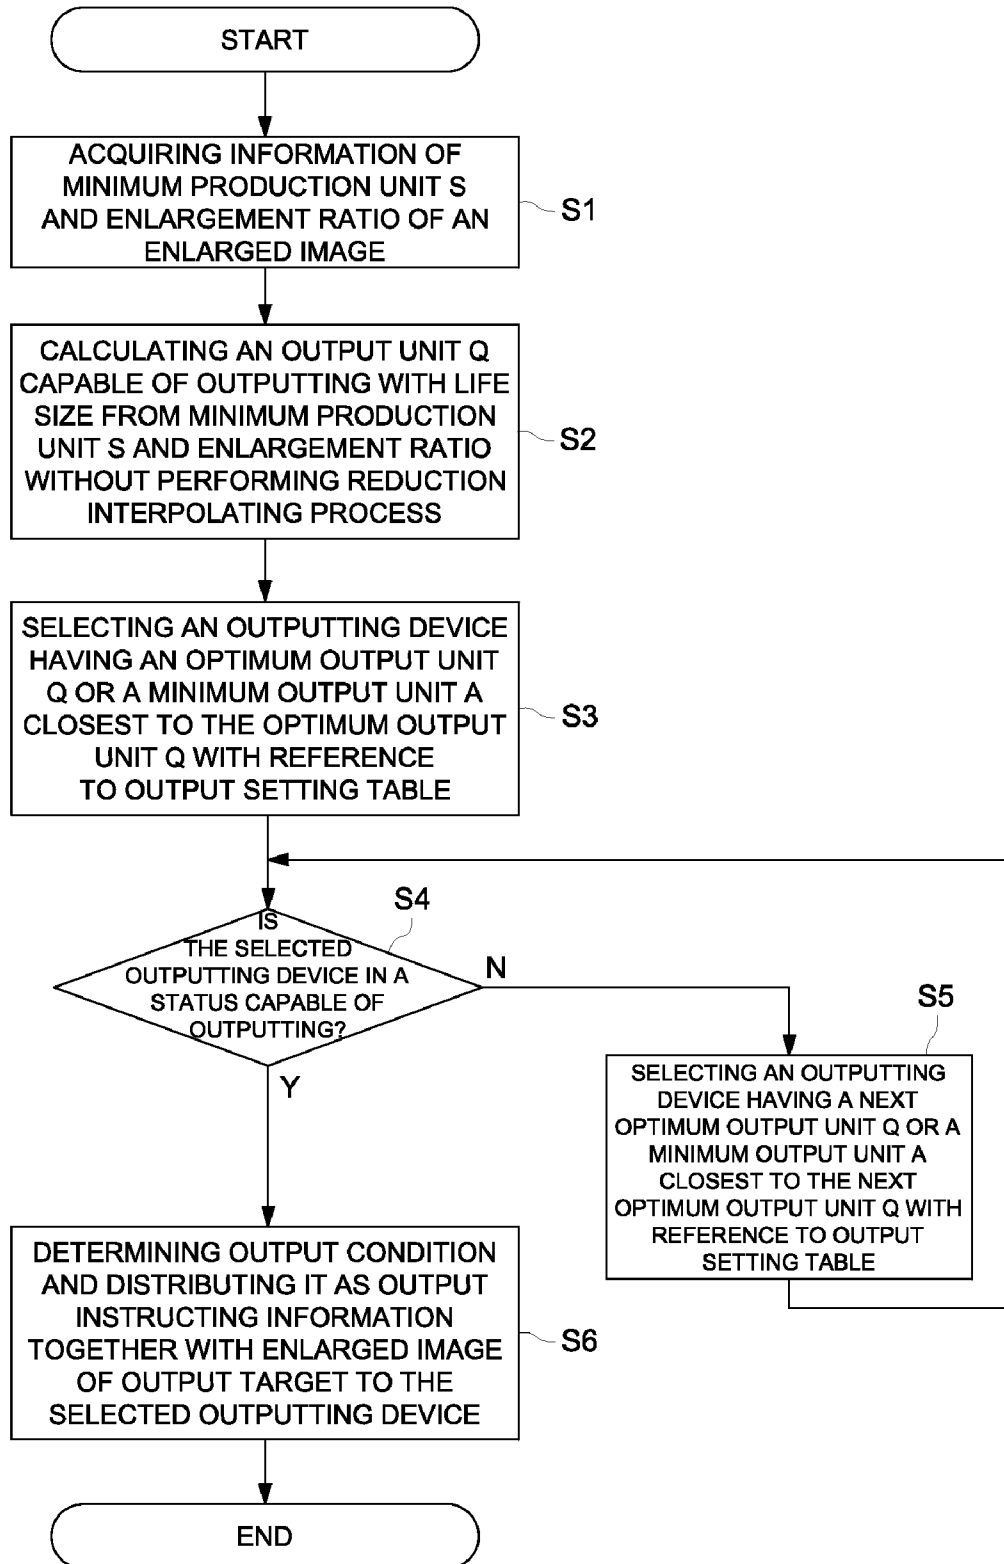 START
ACQUIRING INFORMATION OF
MINIMUM PRODUCTION UNIT S
AND ENLARGEMENT RATIO OF AN
ENLARGED IMAGE
S1
CALCULATING AN OUTPUT UNIT Q
CAPABLE OF OUTPUTTING WITH LIFE
SIZE FROM MINIMUM PRODUCTION
UNIT S AND ENLARGEMENT RATIO
WITHOUT PERFORMING REDUCTION
INTERPOLATING PROCESS
S2
SELECTING AN OUTPUTTING DEVICE
HAVING AN OPTIMUM OUTPUT UNIT
Q OR A MINIMUM OUTPUT UNIT A
CLOSEST TO THE OPTIMUM OUTPUT
UNIT Q WITH REFERENCE
TO OUTPUT SETTING TABLE
S3
S4
IS
THE SELECTED
OUTPUTTING DEVICE IN A
STATUS CAPABLE OF
OUTPUTTING?
N
Y
S5
SELECTING AN OUTPUTTING
DEVICE HAVING A NEXT
OPTIMUM OUTPUT UNIT Q OR A
MINIMUM OUTPUT UNIT A
CLOSEST TO THE NEXT
OPTIMUM OUTPUT UNIT Q WITH
REFERENCE TO OUTPUT
SETTING TABLE
DETERMINING OUTPUT CONDITION
AND DISTRIBUTING IT AS OUTPUT
INSTRUCTING INFORMATION
TOGETHER WITH ENLARGED IMAGE
OF OUTPUT TARGET TO THE
SELECTED OUTPUTTING DEVICE
S6
END